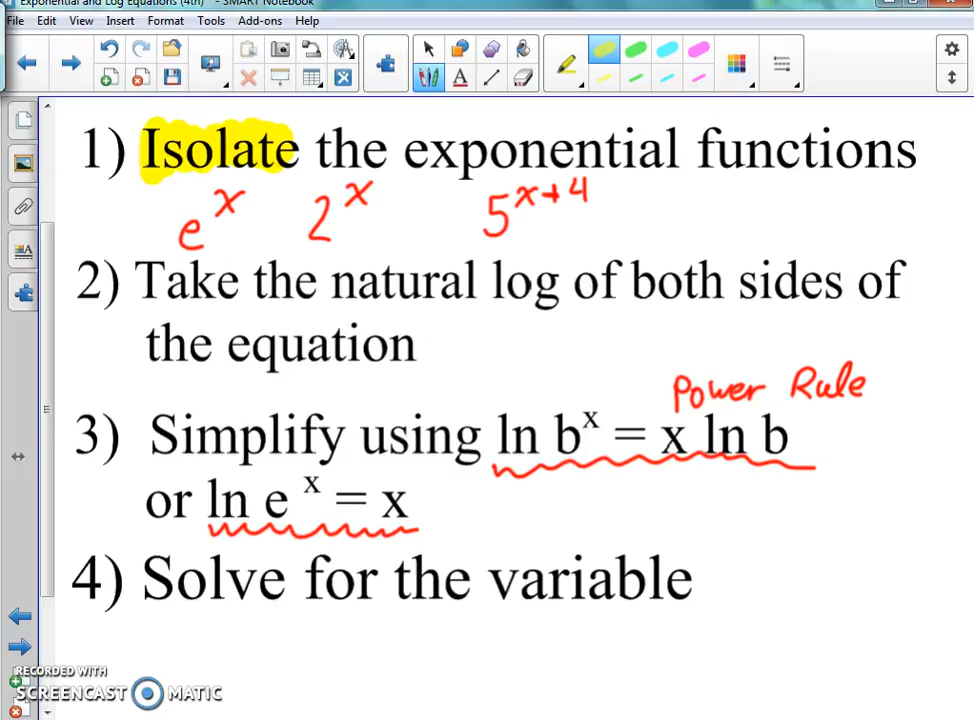 Exponential and Log Equations (4th) - SMART Notebook
File Edit View Insert Format Tools Add-ons Help
1) Isolate the exponential functions
e^x 2^x 5^{x+4}
2) Take the natural log of both sides of
the equation
Power Rule
3) Simplify using ln b^x = x ln b
or ln e^x = x
4) Solve for the variable
RECORDED WITH
SCREENCAST MATIC